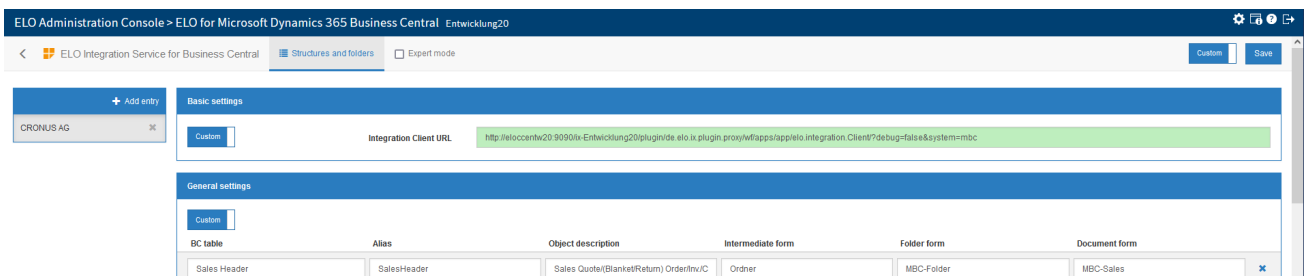 ELO Administration Console > ELO for Microsoft Dynamics 365 Business Central Entwicklung20
ELO Integration Service for Business Central Structures and folders Expert mode Custom Save
Add entry
CRONUS AG
Basic settings
Custom Integration Client URL http://eloccentw20:9090/ix-Entwicklung20/plugin/de.elo.ix.plugin.proxy/wf/apps/app/elo.integration.Client/?debug=false&system=mbc
General settings
Custom
BC table Alias Object description Intermediate form Folder form Document form
Sales Header SalesHeader Sales Quote/(Blanket/Return) Order/Inv./C Ordner MBC-Folder MBC-Sales